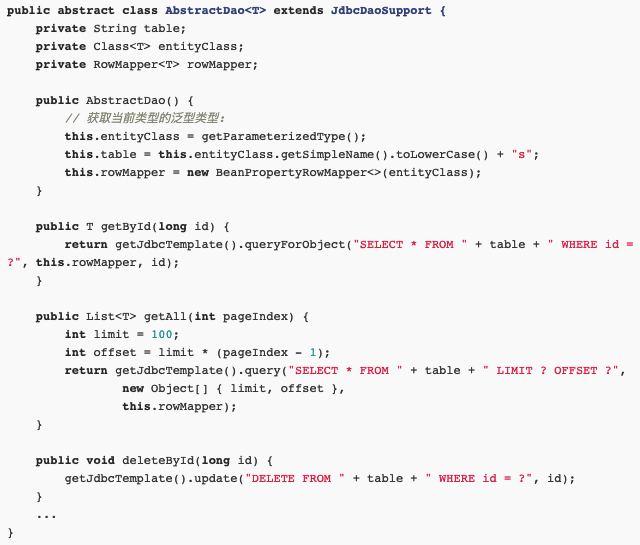 public abstract class AbstractDao<T> extends JdbcDaoSupport {
    private String table;
    private Class<T> entityClass;
    private RowMapper<T> rowMapper;

    public AbstractDao() {
        // 获取当前类型的泛型类型:
        this.entityClass = getParameterizedType();
        this.table = this.entityClass.getSimpleName().toLowerCase() + "s";
        this.rowMapper = new BeanPropertyRowMapper<>(entityClass);
    }

    public T getById(long id) {
        return getJdbcTemplate().queryForObject("SELECT * FROM " + table + " WHERE id =
?", this.rowMapper, id);
    }

    public List<T> getAll(int pageIndex) {
        int limit = 100;
        int offset = limit * (pageIndex - 1);
        return getJdbcTemplate().query("SELECT * FROM " + table + " LIMIT ? OFFSET ?",
                new Object[] { limit, offset },
                this.rowMapper);
    }

    public void deleteById(long id) {
        getJdbcTemplate().update("DELETE FROM " + table + " WHERE id = ?", id);
    }
    ...
}